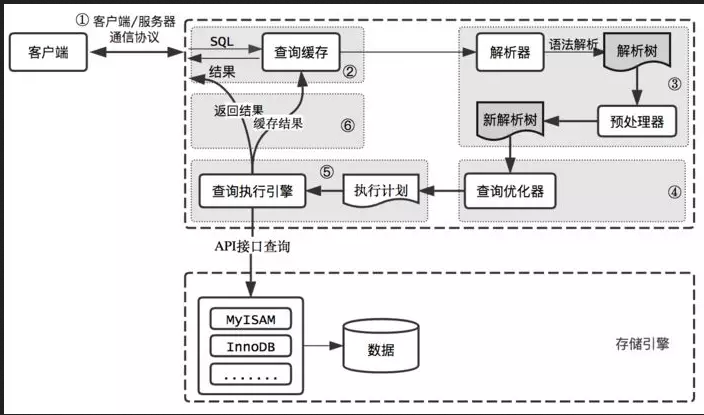 ① 客户端/服务器
通信协议
客户端
SQL
结果
查询缓存
②
解析器
语法解析
解析树
③
新解析树
预处理器
返回结果
缓存结果
⑥
查询执行引擎
⑤
执行计划
查询优化器
④
API接口查询
MyISAM
InnoDB
.......
数据
存储引擎